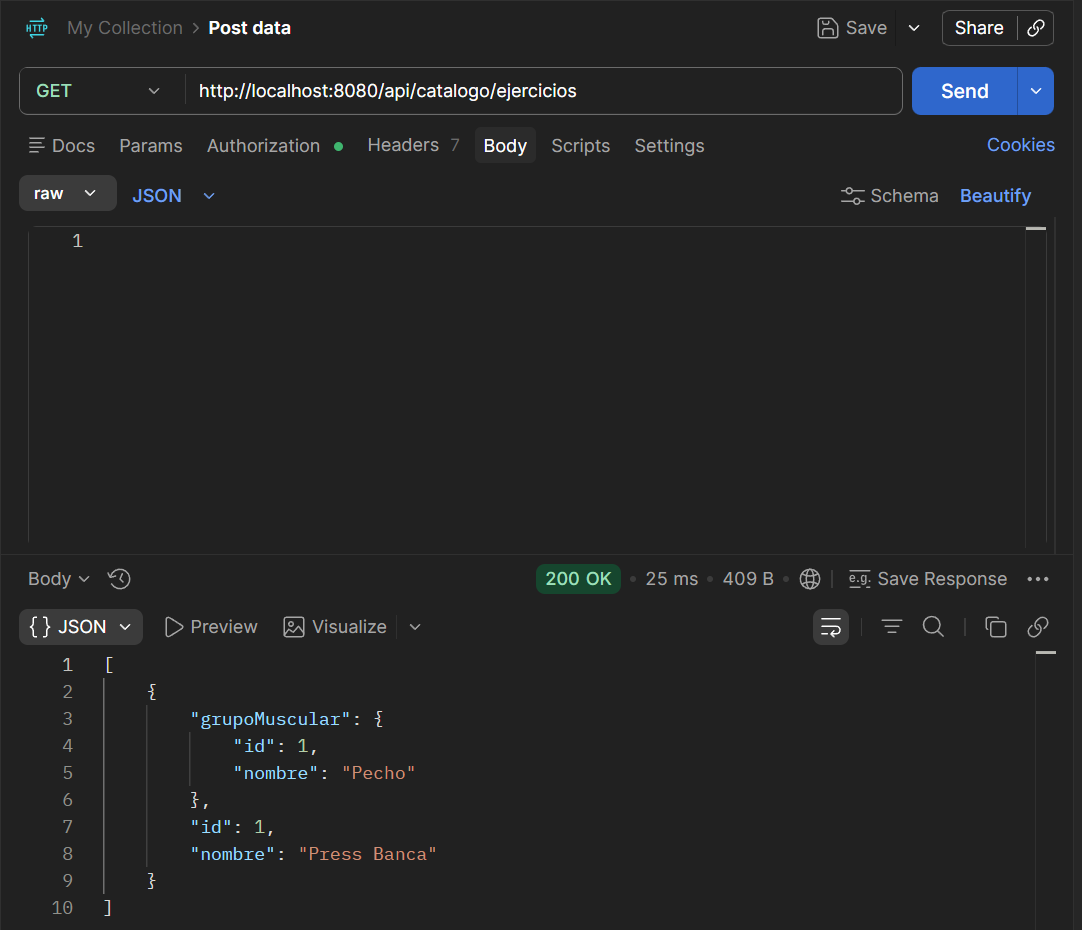 HTTP My Collection > Post data Save Share
GET http://localhost:8080/api/catalogo/ejercicios Send
Docs Params Authorization Headers 7 Body Scripts Settings Cookies
raw JSON Schema Beautify
1
Body 200 OK • 25 ms • 409 B • e.g. Save Response •••
{} JSON Preview Visualize
1 [
2     {
3         "grupoMuscular": {
4             "id": 1,
5             "nombre": "Pecho"
6         },
7         "id": 1,
8         "nombre": "Press Banca"
9     }
10 ]